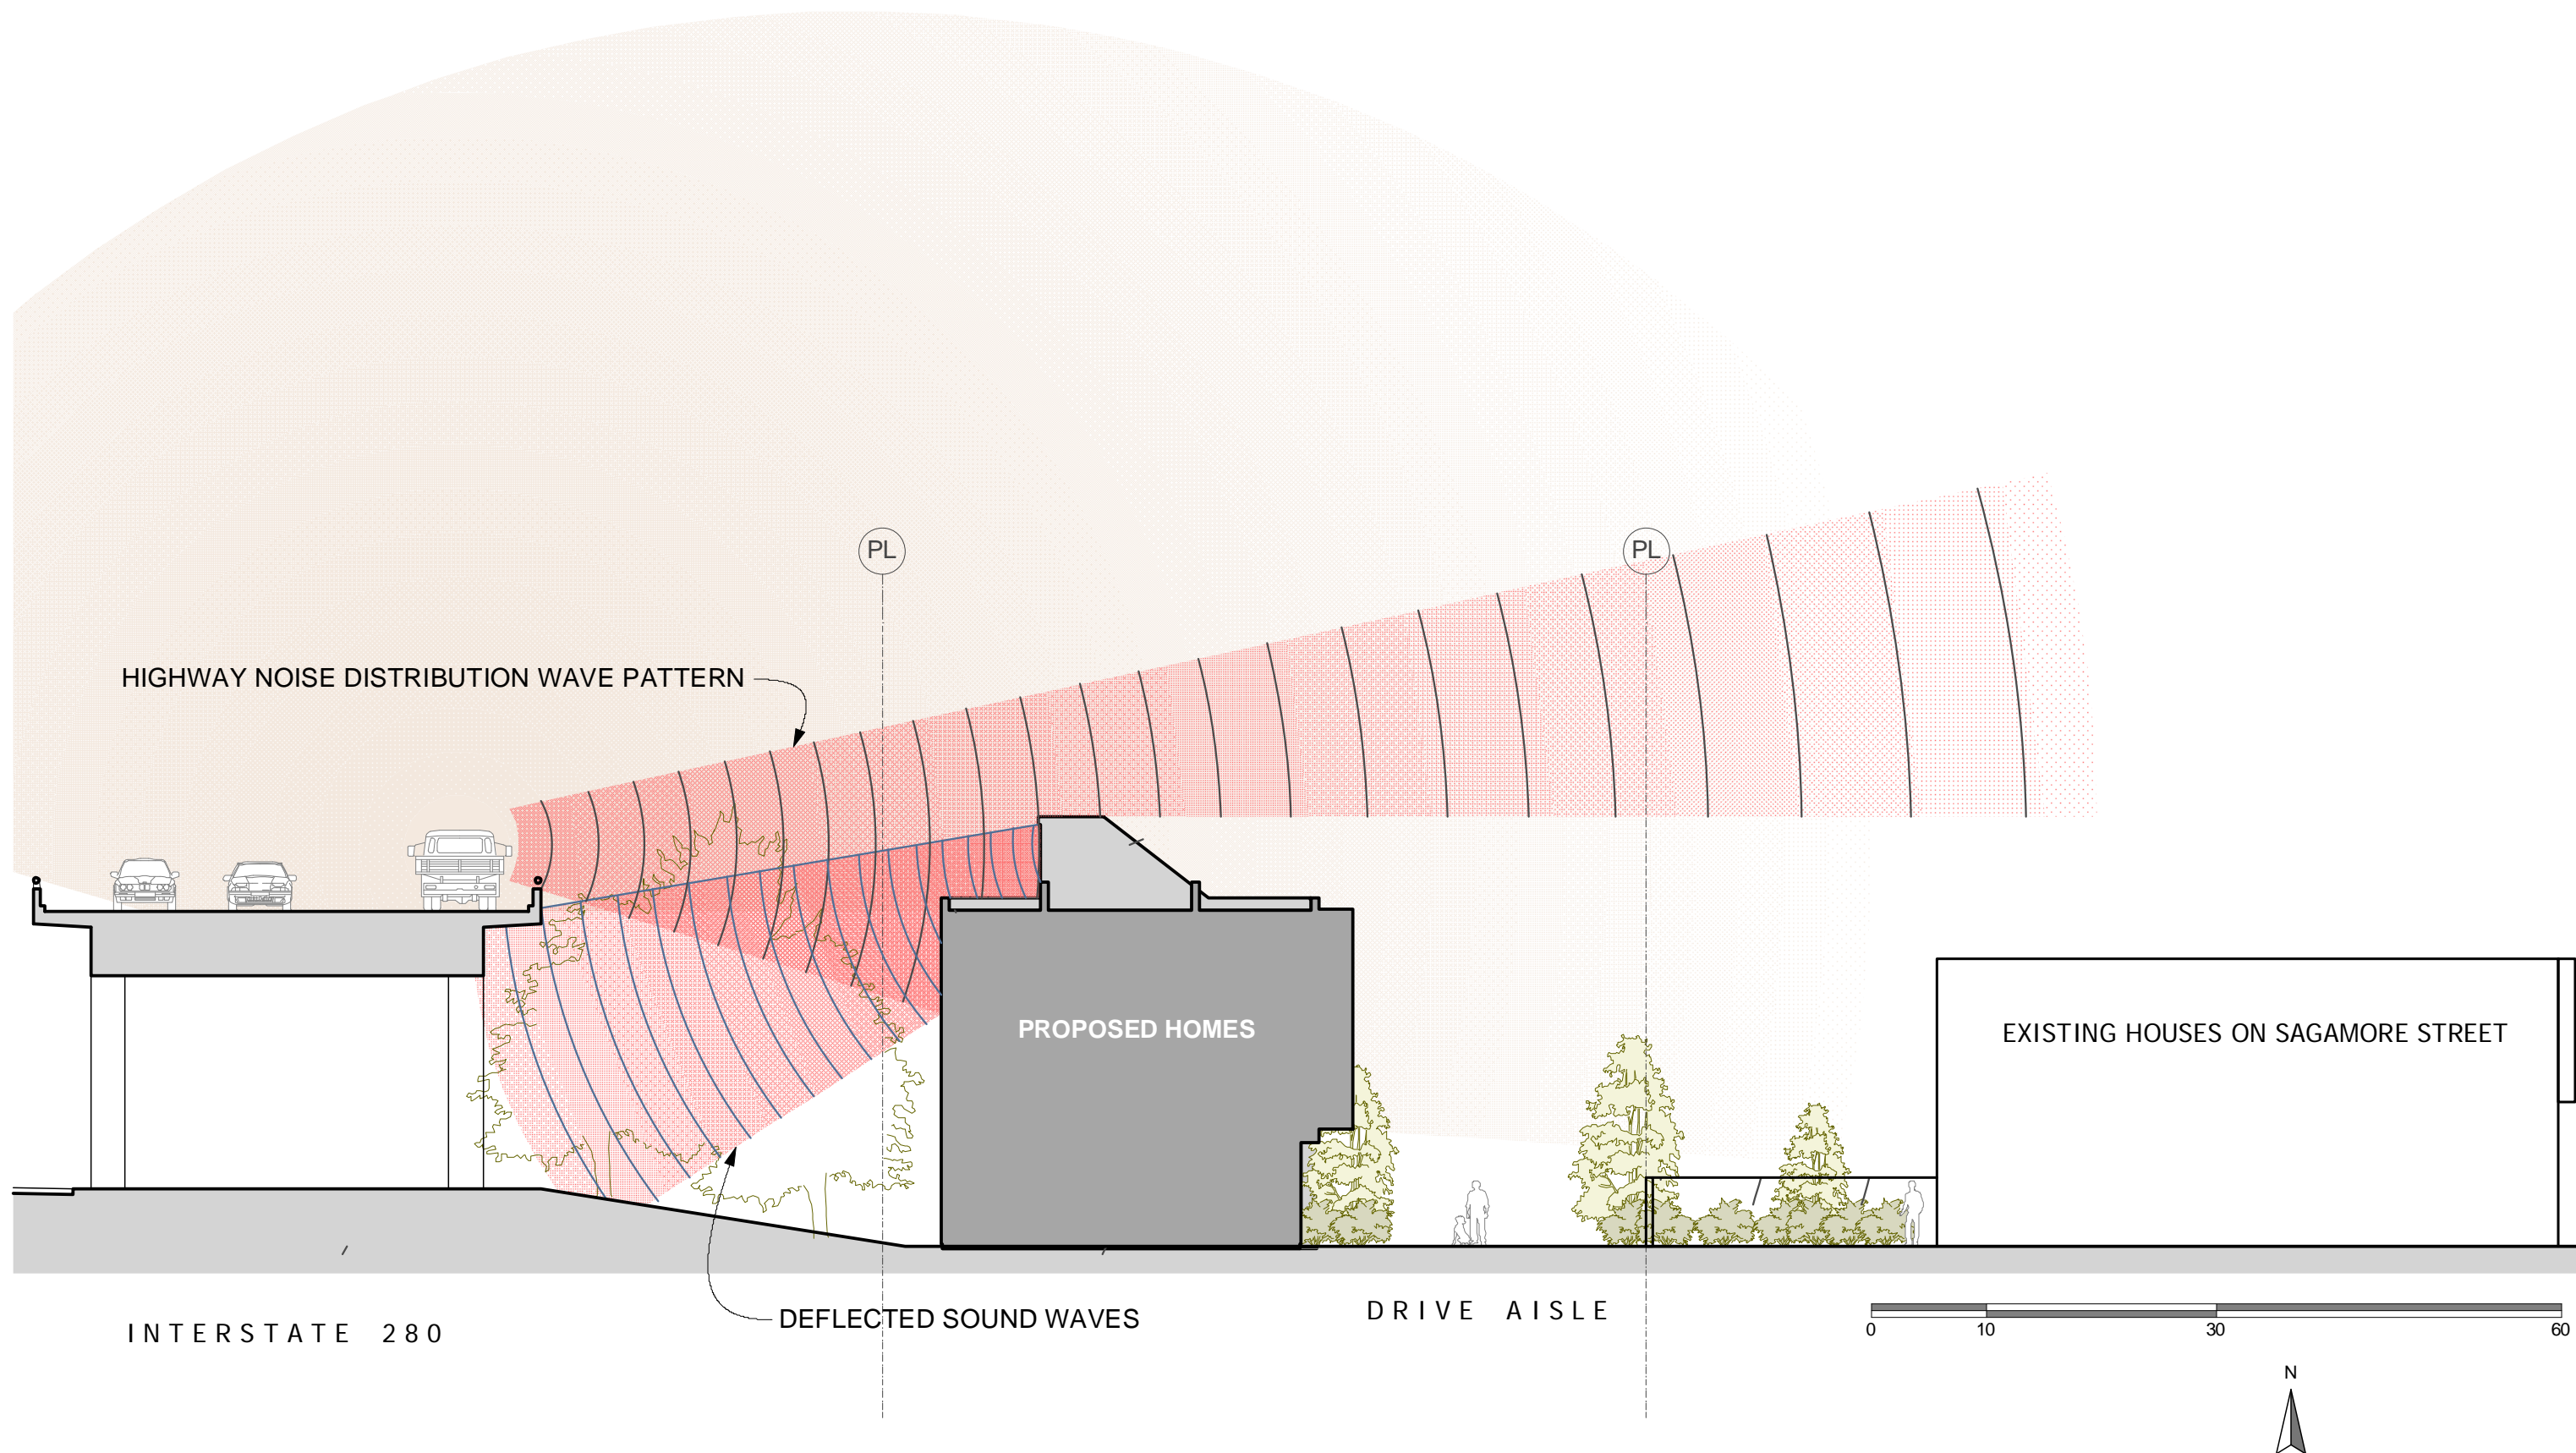 PL
PL
HIGHWAY NOISE DISTRIBUTION WAVE PATTERN
PROPOSED HOMES
EXISTING HOUSES ON SAGAMORE STREET
DEFLECTED SOUND WAVES
DRIVE AISLE
INTERSTATE 280
0 10 30 60
N